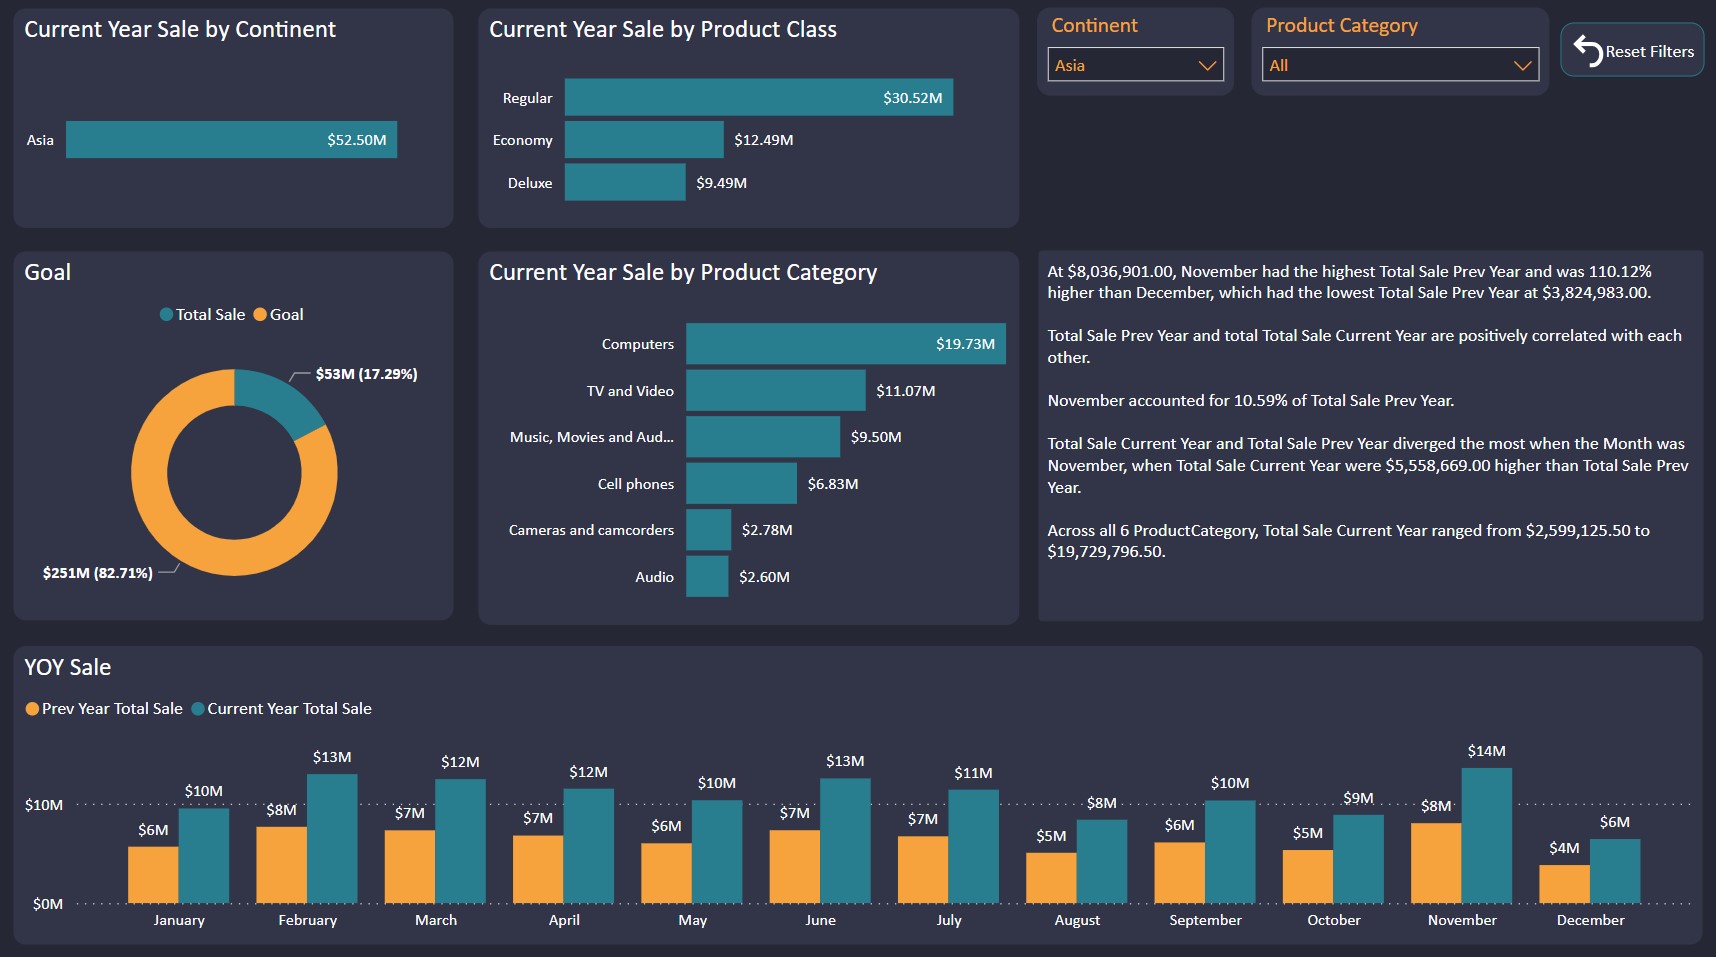 Current Year Sale by Continent
Asia
$52.50M
Current Year Sale by Product Class
Regular
$30.52M
Economy
$12.49M
Deluxe
$9.49M
Continent
Asia
Product Category
All
Reset Filters
Goal
Total Sale
Goal
$53M (17.29%)
$251M (82.71%)
Current Year Sale by Product Category
Computers
$19.73M
TV and Video
$11.07M
Music, Movies and Aud...
$9.50M
Cell phones
$6.83M
Cameras and camcorders
$2.78M
Audio
$2.60M
At $8,036,901.00, November had the highest Total Sale Prev Year and was 110.12%
higher than December, which had the lowest Total Sale Prev Year at $3,824,983.00.
Total Sale Prev Year and total Total Sale Current Year are positively correlated with each
other.
November accounted for 10.59% of Total Sale Prev Year.
Total Sale Current Year and Total Sale Prev Year diverged the most when the Month was
November, when Total Sale Current Year were $5,558,669.00 higher than Total Sale Prev
Year.
Across all 6 ProductCategory, Total Sale Current Year ranged from $2,599,125.50 to
$19,729,796.50.
YOY Sale
Prev Year Total Sale
Current Year Total Sale
$10M
$0M
$6M
$10M
January
$8M
$13M
February
$7M
$12M
March
$7M
$12M
April
$6M
$10M
May
$7M
$13M
June
$7M
$11M
July
$5M
$8M
August
$6M
$10M
September
$5M
$9M
October
$8M
$14M
November
$4M
$6M
December